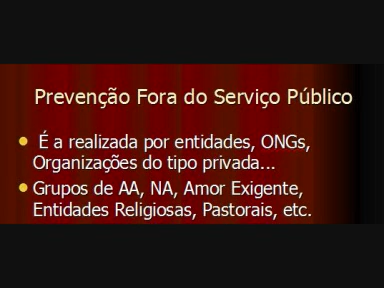 Prevenção Fora do Serviço Público
É a realizada por entidades, ONGs,
Organizações do tipo privada...
Grupos de AA, NA, Amor Exigente,
Entidades Religiosas, Pastorais, etc.